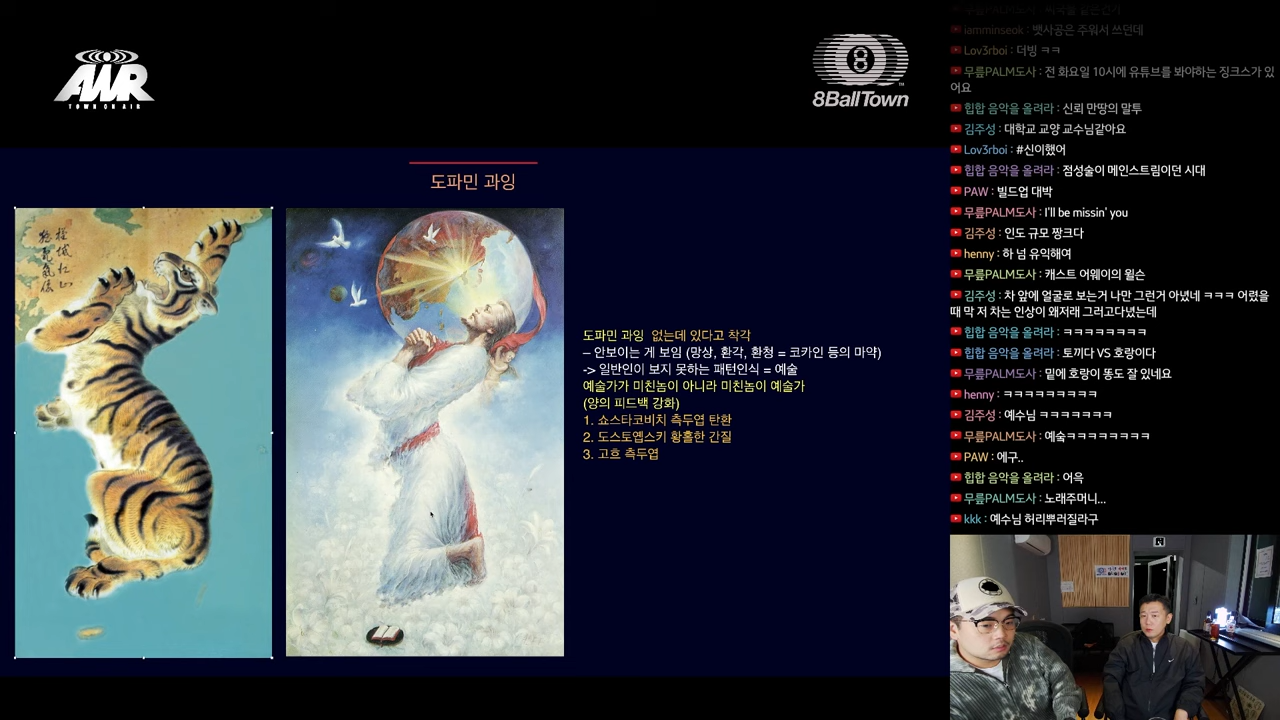 AIR
TOWN ON AIR
8
8BallTown
도파민 과잉
도파민 과잉 없는데 있다고 착각
– 안보이는 게 보임 (망상, 환각, 환청 = 코카인 등의 마약)
-> 일반인이 보지 못하는 패턴인식 = 예술
예술가가 미친놈이 아니라 미친놈이 예술가
(양의 피드백 강화)
1. 쇼스타코비치 측두엽 탄환
2. 도스토옙스키 황홀한 간질
3. 고흐 측두엽
iamminseok : 뱃사공은 주워서 쓰던데
Lov3rboi : 더빙 ㅋㅋ
무릎PALM도사 : 전 화요일 10시에 유튜브를 봐야하는 징크스가 있
어요
힙합 음악을 올려라 : 신뢰 만땅의 말투
김주성 : 대학교 교양 교수님같아요
Lov3rboi : #신이했어
힙합 음악을 올려라 : 점성술이 메인스트림이던 시대
PAW : 빌드업 대박
무릎PALM도사 : I'll be missin' you
김주성 : 인도 규모 짱크다
henny : 하 넘 유익해여
무릎PALM도사 : 캐스트 어웨이의 윌슨
김주성 : 차 앞에 얼굴로 보는거 나만 그런거 아녔네 ㅋㅋㅋ 어렸을
때 막 저 차는 인상이 왜저래 그러고다녔는데
힙합 음악을 올려라 : ㅋㅋㅋㅋㅋㅋㅋㅋ
힙합 음악을 올려라 : 토끼다 VS 호랑이다
무릎PALM도사 : 밑에 호랑이 똥도 잘 있네요
henny : ㅋㅋㅋㅋㅋㅋㅋㅋㅋ
김주성 : 예수님 ㅋㅋㅋㅋㅋㅋㅋ
무릎PALM도사 : 예숙ㅋㅋㅋㅋㅋㅋㅋㅋ
PAW : 에구..
힙합 음악을 올려라 : 어윽
무릎PALM도사 : 노래주머니...
kkk : 예수님 허리뿌러질라구